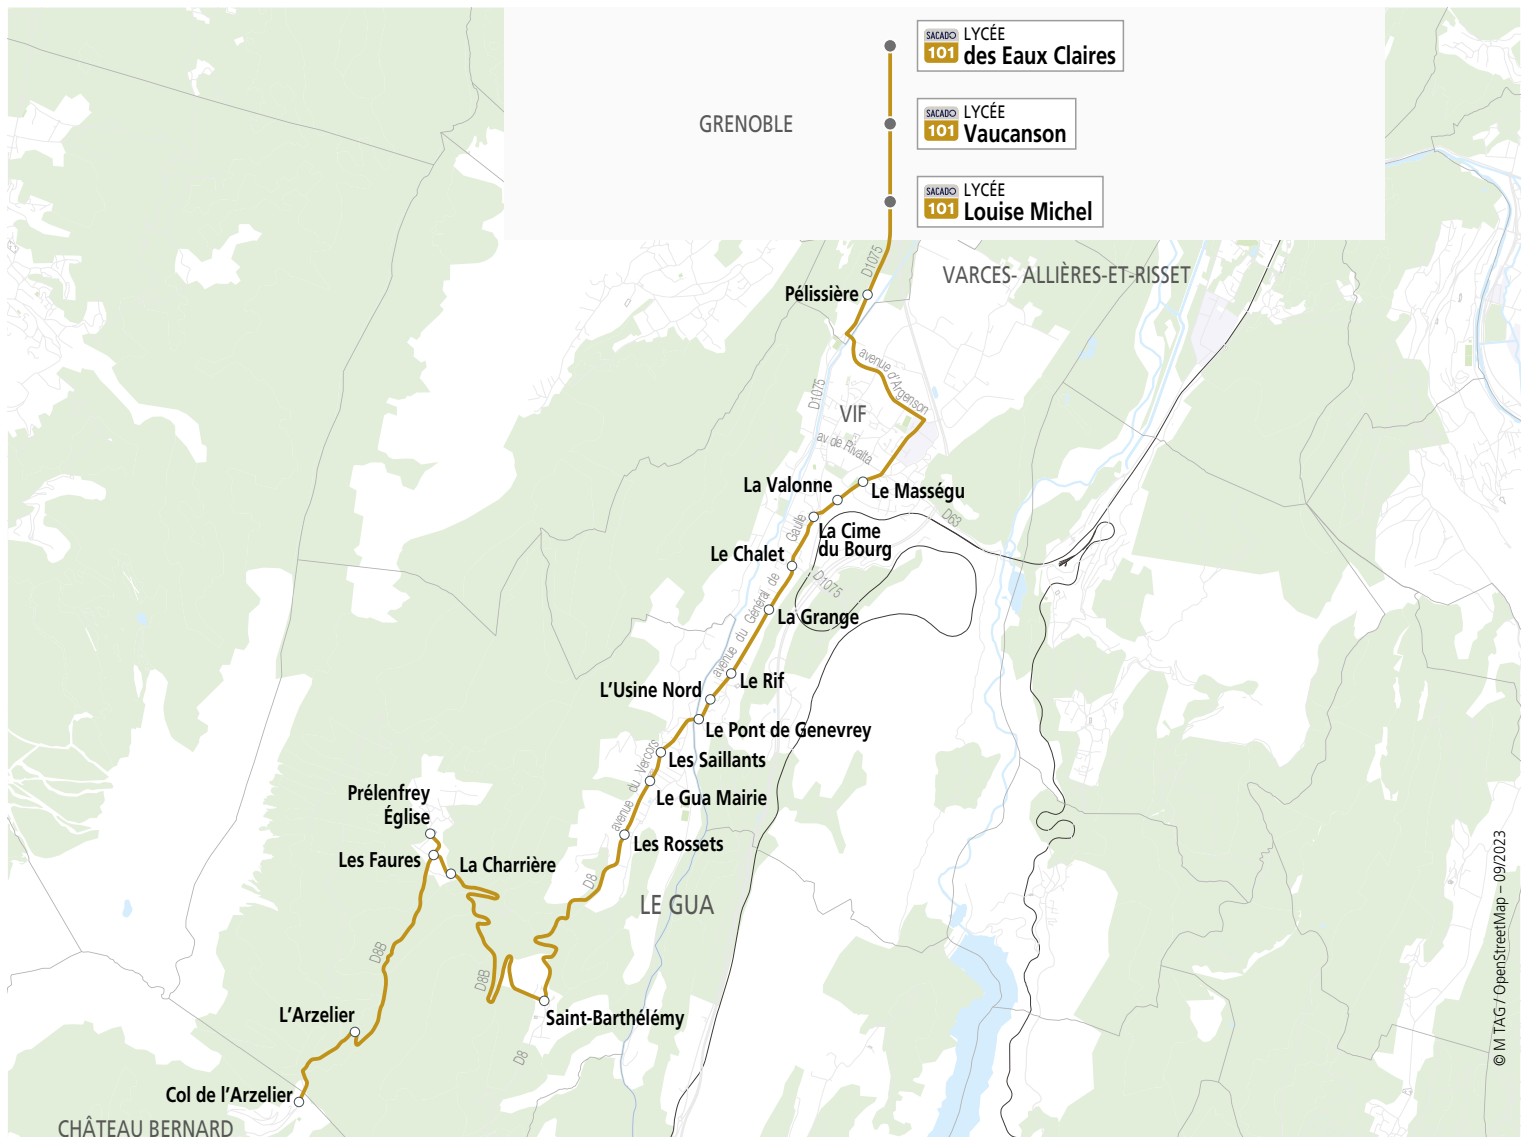 SACADO
101
LYCÉE
des Eaux Claires
GRENOBLE
SACADO
101
LYCÉE
Vaucanson
SACADO
101
LYCÉE
Louise Michel
D1075
VARCES- ALLIÈRES-ET-RISSET
Pélissière
avenue d'Argenson
D1075
VIF
av de Rivalta
La Valonne
Le Masségu
D63
La Cime
du Bourg
Le Chalet
D1075
avenue du Général de Gaulle
La Grange
Le Rif
L'Usine Nord
Le Pont de Genevrey
Les Saillants
avenue du Vercors
Le Gua Mairie
Prélenfrey
Église
Les Rossets
Les Faures
La Charrière
D8
LE GUA
D8B
D8B
Saint-Barthélémy
L'Arzelier
D8
Col de l'Arzelier
CHÂTEAU BERNARD
© M TAG / OpenStreetMap – 09/2023